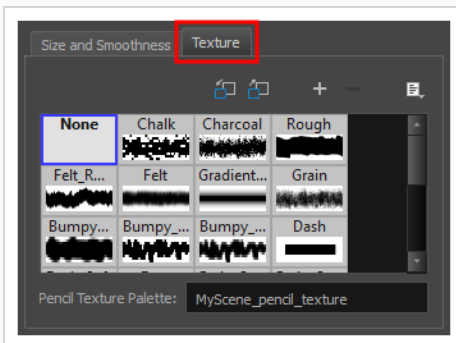 Size and Smoothness Texture
None Chalk Charcoal Rough
Felt_R... Felt Gradient... Grain
Bumpy... Bumpy_... Bumpy_... Dash
Pencil Texture Palette: MyScene_pencil_texture